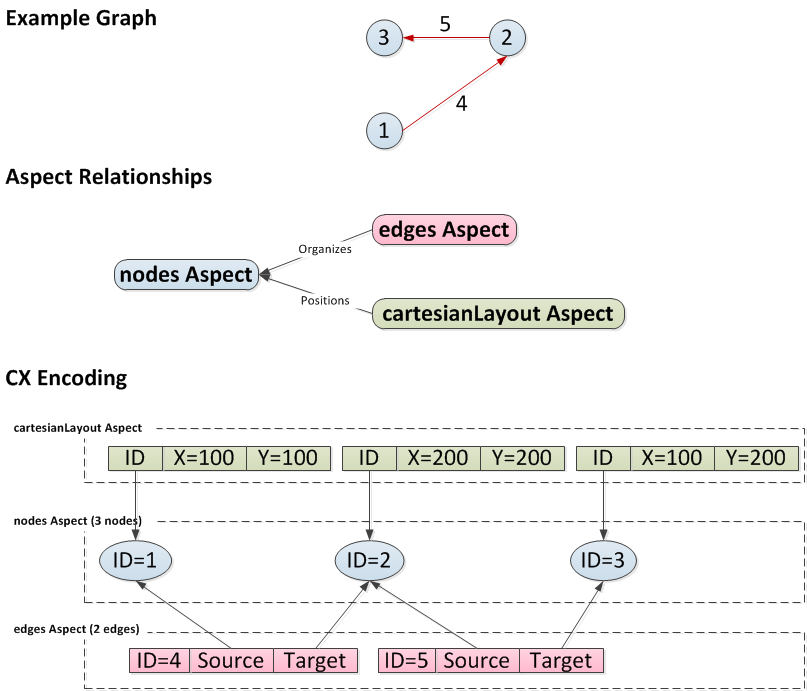 Example Graph
3
5
2
4
1
Aspect Relationships
edges Aspect
Organizes
nodes Aspect
Positions
cartesianLayout Aspect
CX Encoding
cartesianLayout Aspect
ID X=100 Y=100 ID X=200 Y=200 ID X=100 Y=200
nodes Aspect (3 nodes)
ID=1 ID=2 ID=3
edges Aspect (2 edges)
ID=4 Source Target ID=5 Source Target